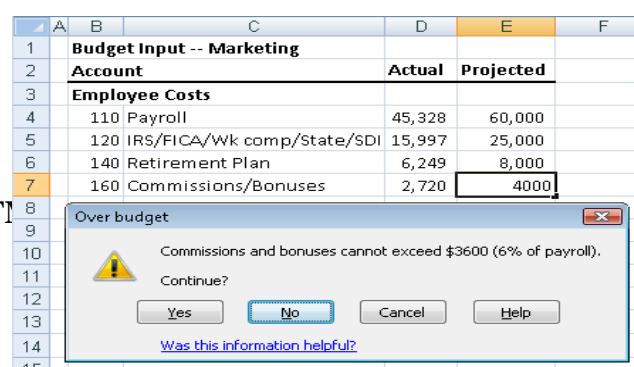 A B C D E F
1 Budget Input -- Marketing
2 Account Actual Projected
3 Employee Costs
4 110 Payroll 45,328 60,000
5 120 IRS/FICA/Wk comp/State/SDI 15,997 25,000
6 140 Retirement Plan 6,249 8,000
7 160 Commissions/Bonuses 2,720 4000
8
Over budget
9
10 Commissions and bonuses cannot exceed $3600 (6% of payroll).
11 Continue?
12
Yes No Cancel Help
13
14 Was this information helpful?